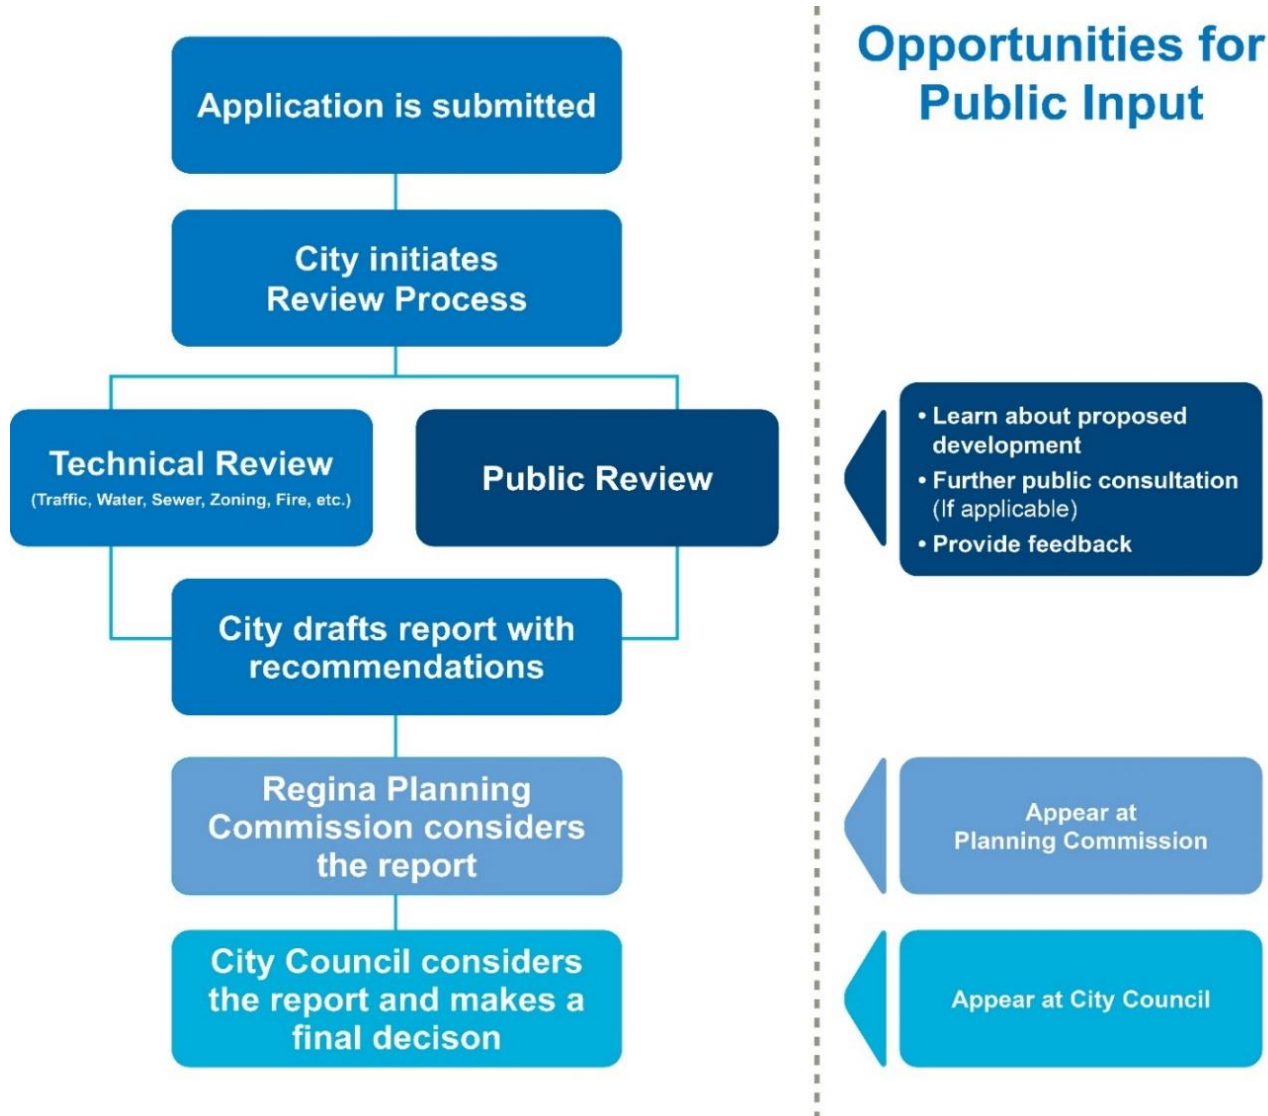 Opportunities for
Public Input
Application is submitted
City initiates
Review Process
Technical Review
(Traffic, Water, Sewer, Zoning, Fire, etc.)
Public Review
• Learn about proposed
development
• Further public consultation
(If applicable)
• Provide feedback
City drafts report with
recommendations
Regina Planning
Commission considers
the report
Appear at
Planning Commission
City Council considers
the report and makes a
final decison
Appear at City Council